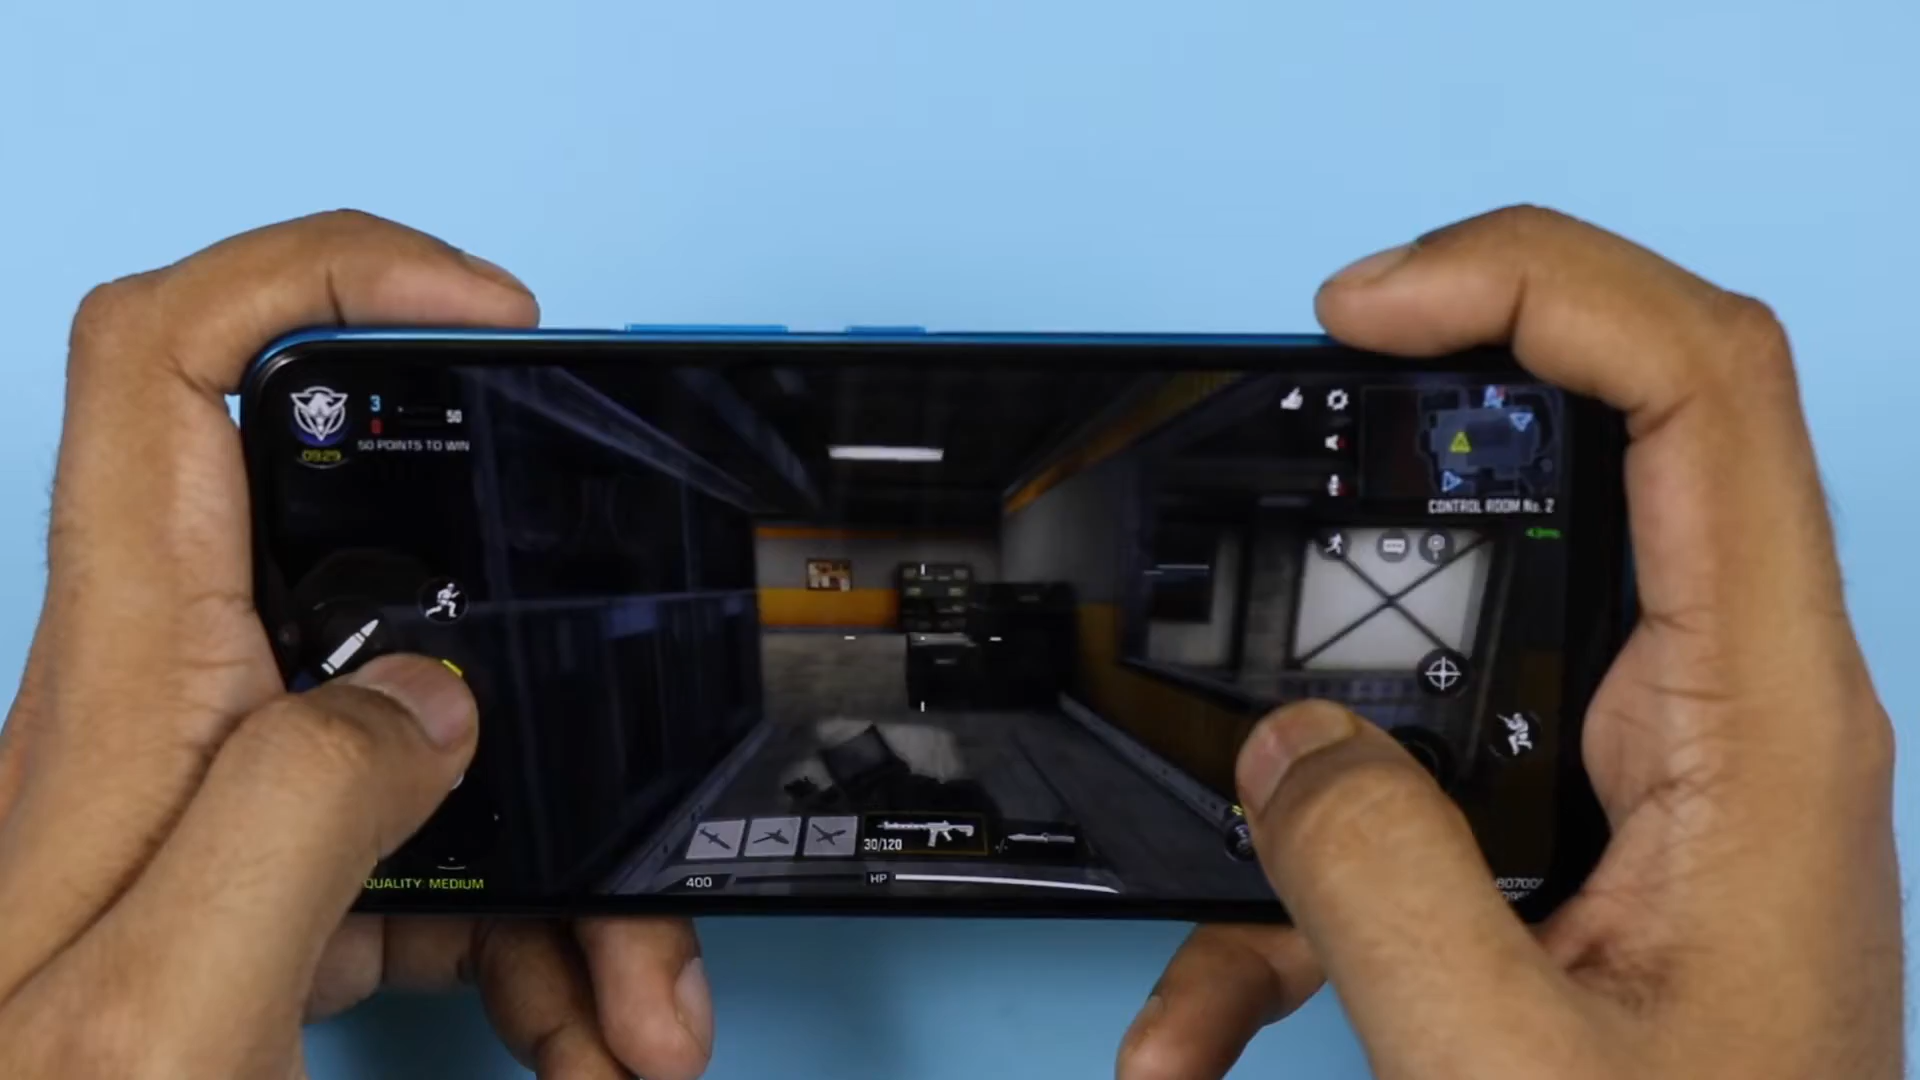 3
50
50 POINTS TO WIN
09:29
CONTROL ROOM No. 2
30/120
400
HP
QUALITY: MEDIUM